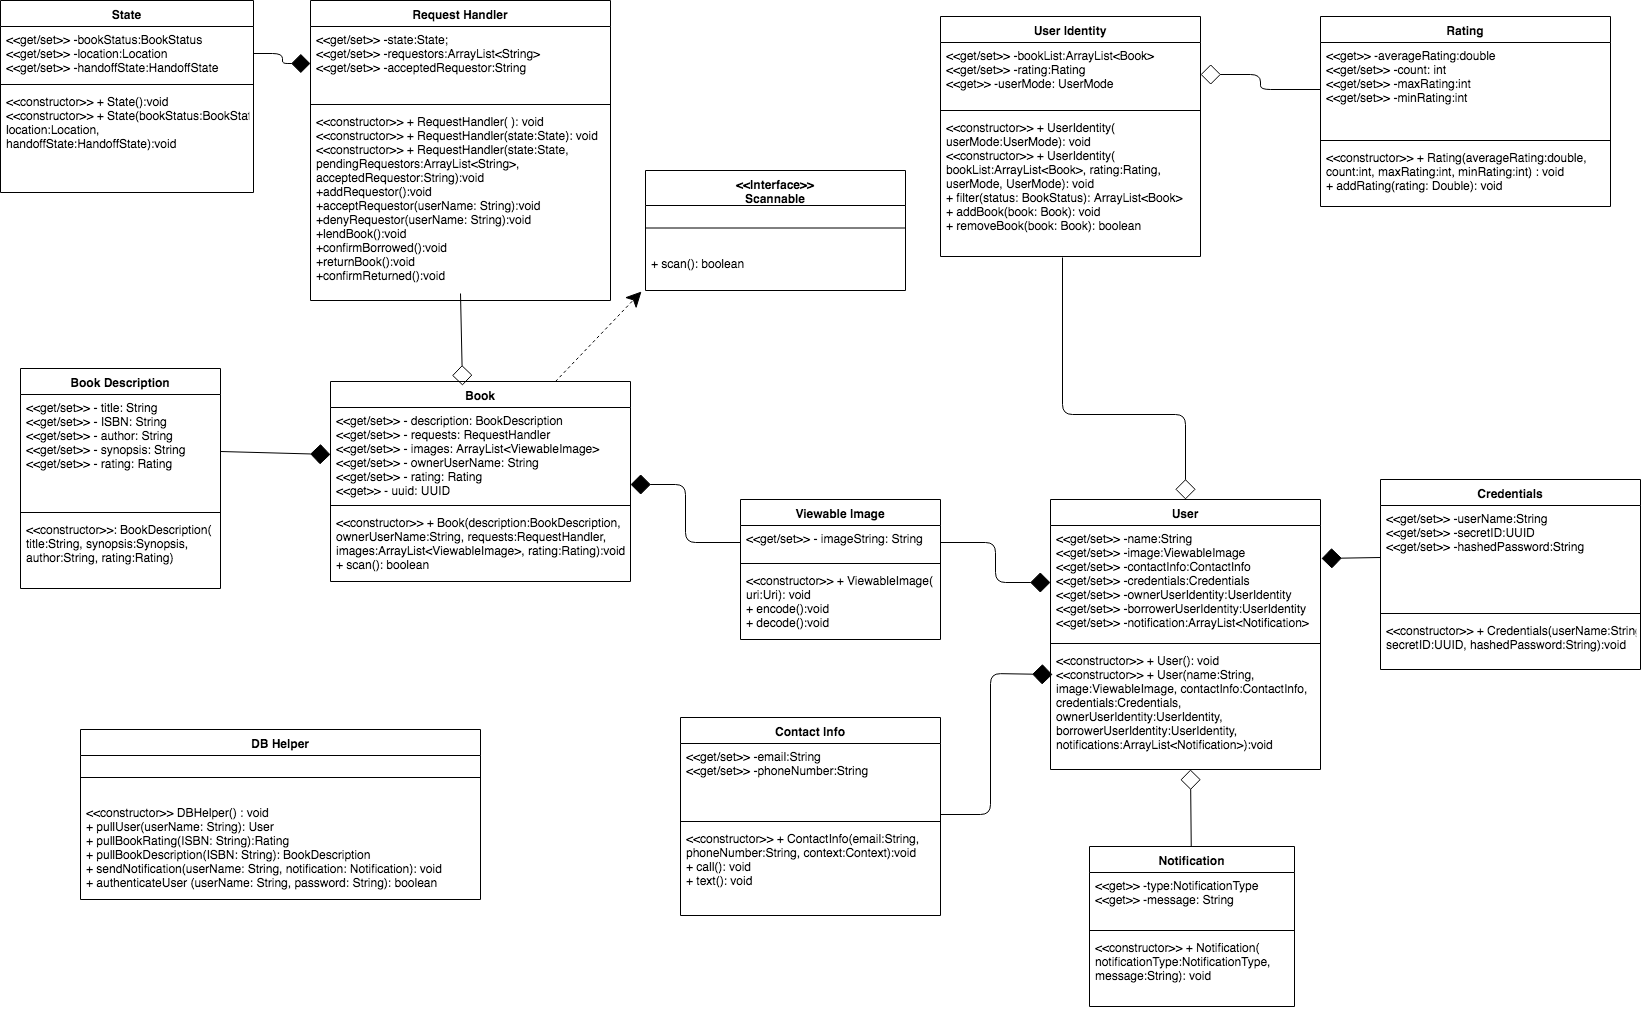 State
<<get/set>> -bookStatus:BookStatus
<<get/set>> -location:Location
<<get/set>> -handoffState:HandoffState
<<constructor>> + State():void
<<constructor>> + State(bookStatus:BookStat
location:Location,
handoffState:HandoffState):void
Request Handler
<<get/set>> -state:State;
<<get/set>> -requestors:ArrayList<String>
<<get/set>> -acceptedRequestor:String
<<constructor>> + RequestHandler( ): void
<<constructor>> + RequestHandler(state:State): void
<<constructor>> + RequestHandler(state:State,
pendingRequestors:ArrayList<String>,
acceptedRequestor:String):void
+addRequestor():void
+acceptRequestor(userName: String):void
+denyRequestor(userName: String):void
+lendBook():void
+confirmBorrowed():void
+returnBook():void
+confirmReturned():void
<<Interface>>
Scannable
+ scan(): boolean
User Identity
<<get/set>> -bookList:ArrayList<Book>
<<get/set>> -rating:Rating
<<get>> -userMode: UserMode
<<constructor>> + UserIdentity(
userMode:UserMode): void
<<constructor>> + UserIdentity(
bookList:ArrayList<Book>, rating:Rating,
userMode, UserMode): void
+ filter(status: BookStatus): ArrayList<Book>
+ addBook(book: Book): void
+ removeBook(book: Book): boolean
Rating
<<get>> -averageRating:double
<<get/set>> -count: int
<<get/set>> -maxRating:int
<<get/set>> -minRating:int
<<constructor>> + Rating(averageRating:double,
count:int, maxRating:int, minRating:int) : void
+ addRating(rating: Double): void
Book Description
<<get/set>> - title: String
<<get/set>> - ISBN: String
<<get/set>> - author: String
<<get/set>> - synopsis: String
<<get/set>> - rating: Rating
<<constructor>>: BookDescription(
title:String, synopsis:Synopsis,
author:String, rating:Rating)
Book
<<get/set>> - description: BookDescription
<<get/set>> - requests: RequestHandler
<<get/set>> - images: ArrayList<ViewableImage>
<<get/set>> - ownerUserName: String
<<get/set>> - rating: Rating
<<get>> - uuid: UUID
<<constructor>> + Book(description:BookDescription,
ownerUserName:String, requests:RequestHandler,
images:ArrayList<ViewableImage>, rating:Rating):void
+ scan(): boolean
Viewable Image
<<get/set>> - imageString: String
<<constructor>> + ViewableImage(
uri:Uri): void
+ encode():void
+ decode():void
User
<<get/set>> -name:String
<<get/set>> -image:ViewableImage
<<get/set>> -contactInfo:ContactInfo
<<get/set>> -credentials:Credentials
<<get/set>> -ownerUserIdentity:UserIdentity
<<get/set>> -borrowerUserIdentity:UserIdentity
<<get/set>> -notification:ArrayList<Notification>
<<constructor>> + User(): void
<<constructor>> + User(name:String,
image:ViewableImage, contactInfo:ContactInfo,
credentials:Credentials,
ownerUserIdentity:UserIdentity,
borrowerUserIdentity:UserIdentity,
notifications:ArrayList<Notification>):void
Credentials
<<get/set>> -userName:String
<<get/set>> -secretID:UUID
<<get/set>> -hashedPassword:String
<<constructor>> + Credentials(userName:String
secretID:UUID, hashedPassword:String):void
DB Helper
<<constructor>> DBHelper() : void
+ pullUser(userName: String): User
+ pullBookRating(ISBN: String):Rating
+ pullBookDescription(ISBN: String): BookDescription
+ sendNotification(userName: String, notification: Notification): void
+ authenticateUser (userName: String, password: String): boolean
Contact Info
<<get/set>> -email:String
<<get/set>> -phoneNumber:String
<<constructor>> + ContactInfo(email:String,
phoneNumber:String, context:Context):void
+ call(): void
+ text(): void
Notification
<<get>> -type:NotificationType
<<get>> -message: String
<<constructor>> + Notification(
notificationType:NotificationType,
message:String): void